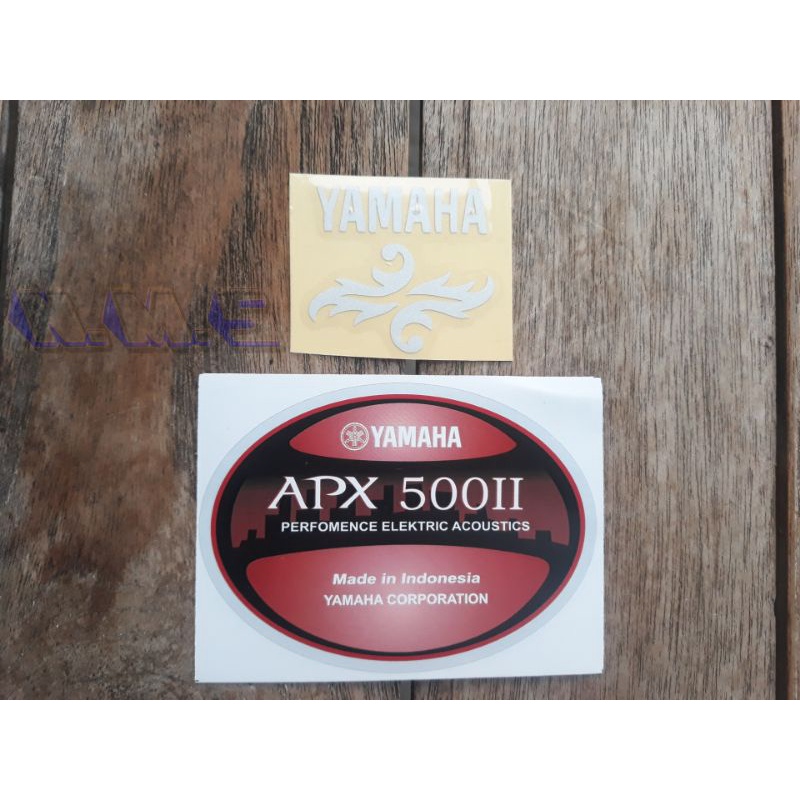 YAMAHA
M.M.E
YAMAHA
APX 500II
PERFOMENCE ELEKTRIC ACOUSTICS
Made in Indonesia
YAMAHA CORPORATION